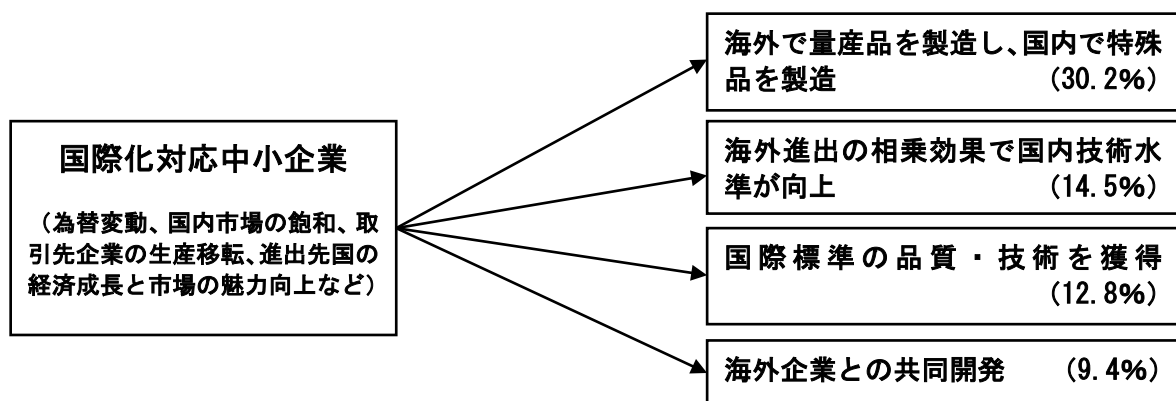 国際化対応中小企業
（為替変動、国内市場の飽和、取
引先企業の生産移転、進出先国の
経済成長と市場の魅力向上など）
海外で量産品を製造し、国内で特殊
品を製造 (30.2%)
海外進出の相乗効果で国内技術水
準が向上 (14.5%)
国際標準の品質・技術を獲得
(12.8%)
海外企業との共同開発 (9.4%)